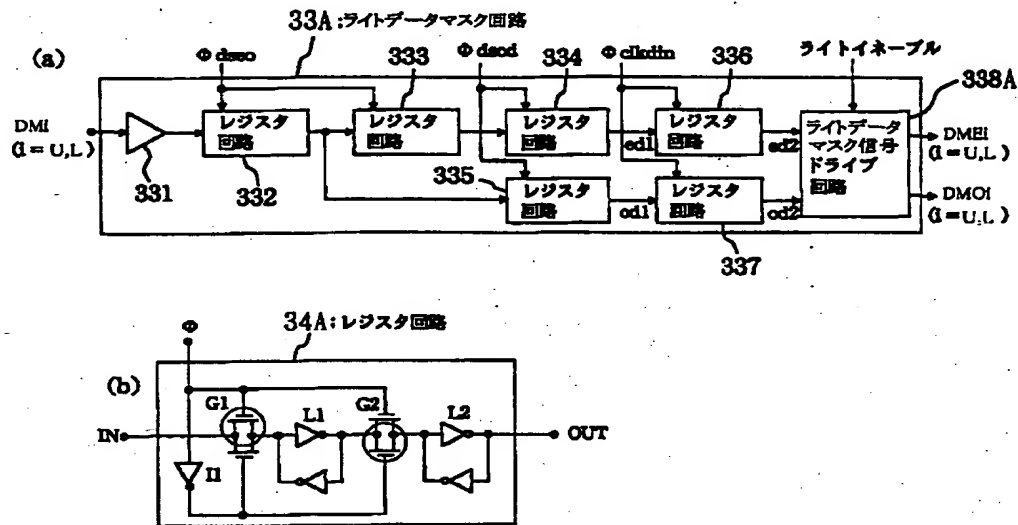 33A:ライトデータマスク回路
(a)
Φdseo
333
Φdsod
334
Φclkdin
336
ライトイネーブル
338A
DMi
(i=U,L)
331
レジスタ
回路
332
レジスタ
回路
レジスタ
回路
ed1
レジスタ
回路
ed2
ライトデータ
マスク信号
ドライブ
回路
DMEi
(i=U,L)
DMOi
(i=U,L)
335
レジスタ
回路
od1
レジスタ
回路
od2
337
34A:レジスタ回路
Φ
(b)
G1
L1
G2
L2
IN
OUT
I1